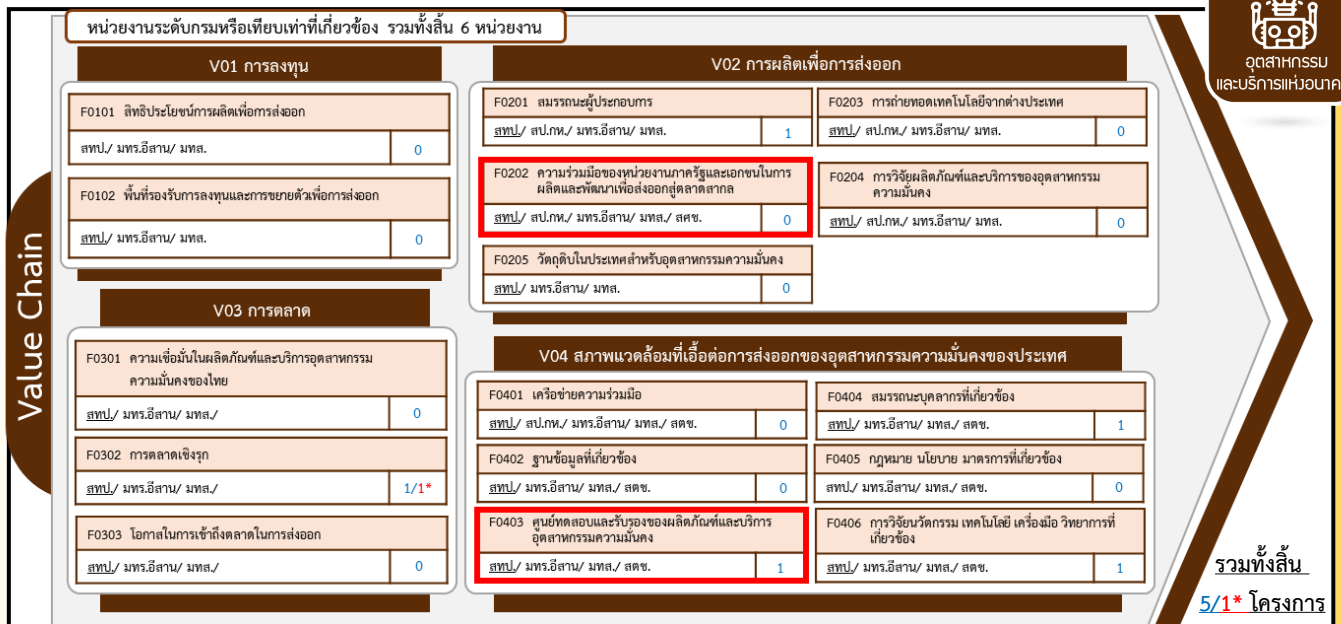 หน่วยงานระดับกรมหรือเทียบเท่าที่เกี่ยวข้อง รวมทั้งสิ้น 6 หน่วยงาน
อุตสาหกรรม
และบริการแห่งอนาค
Value Chain
V01 การลงทุน
F0101 สิทธิประโยชน์การผลิตเพื่อการส่งออก
สทป./ มทร.อีสาน/ มทส. 0
F0102 พื้นที่รองรับการลงทุนและการขยายตัวเพื่อการส่งออก
สทป./ มทร.อีสาน/ มทส. 0
V02 การผลิตเพื่อการส่งออก
F0201 สมรรถนะผู้ประกอบการ
สทป./ สป.กห./ มทร.อีสาน/ มทส. 1
F0203 การถ่ายทอดเทคโนโลยีจากต่างประเทศ
สทป./ สป.กห./ มทร.อีสาน/ มทส. 0
F0202 ความร่วมมือของหน่วยงานภาครัฐและเอกชนในการ
ผลิตและพัฒนาเพื่อส่งออกสู่ตลาดสากล
สทป./ สป.กห./ มทร.อีสาน/ มทส./ สศช. 0
F0204 การวิจัยผลิตภัณฑ์และบริการของอุตสาหกรรม
ความมั่นคง
สทป./ สป.กห./ มทร.อีสาน/ มทส. 0
F0205 วัตถุดิบในประเทศสำหรับอุตสาหกรรมความมั่นคง
สทป./ มทร.อีสาน/ มทส. 0
V03 การตลาด
F0301 ความเชื่อมั่นในผลิตภัณฑ์และบริการอุตสาหกรรม
ความมั่นคงของไทย
สทป./ มทร.อีสาน/ มทส./ 0
F0302 การตลาดเชิงรุก
สทป./ มทร.อีสาน/ มทส./ 1/1*
F0303 โอกาสในการเข้าถึงตลาดในการส่งออก
สทป./ มทร.อีสาน/ มทส./ 0
V04 สภาพแวดล้อมที่เอื้อต่อการส่งออกของอุตสาหกรรมความมั่นคงของประเทศ
F0401 เครือข่ายความร่วมมือ
สทป./ สป.กห./ มทร.อีสาน/ มทส./ สตช. 0
F0404 สมรรถนะบุคลากรที่เกี่ยวข้อง
สทป./ มทร.อีสาน/ มทส./ สตช. 1
F0402 ฐานข้อมูลที่เกี่ยวข้อง
สทป./ มทร.อีสาน/ มทส./ สตช. 0
F0405 กฎหมาย นโยบาย มาตรการที่เกี่ยวข้อง
สทป./ มทร.อีสาน/ มทส./ สตช. 0
F0403 ศูนย์ทดสอบและรับรองของผลิตภัณฑ์และบริการ
อุตสาหกรรมความมั่นคง
สทป./ มทร.อีสาน/ มทส./ สตช. 1
F0406 การวิจัยนวัตกรรม เทคโนโลยี เครื่องมือ วิทยาการที่
เกี่ยวข้อง
สทป./ มทร.อีสาน/ มทส./ สตช. 1
รวมทั้งสิ้น
5/1* โครงการ